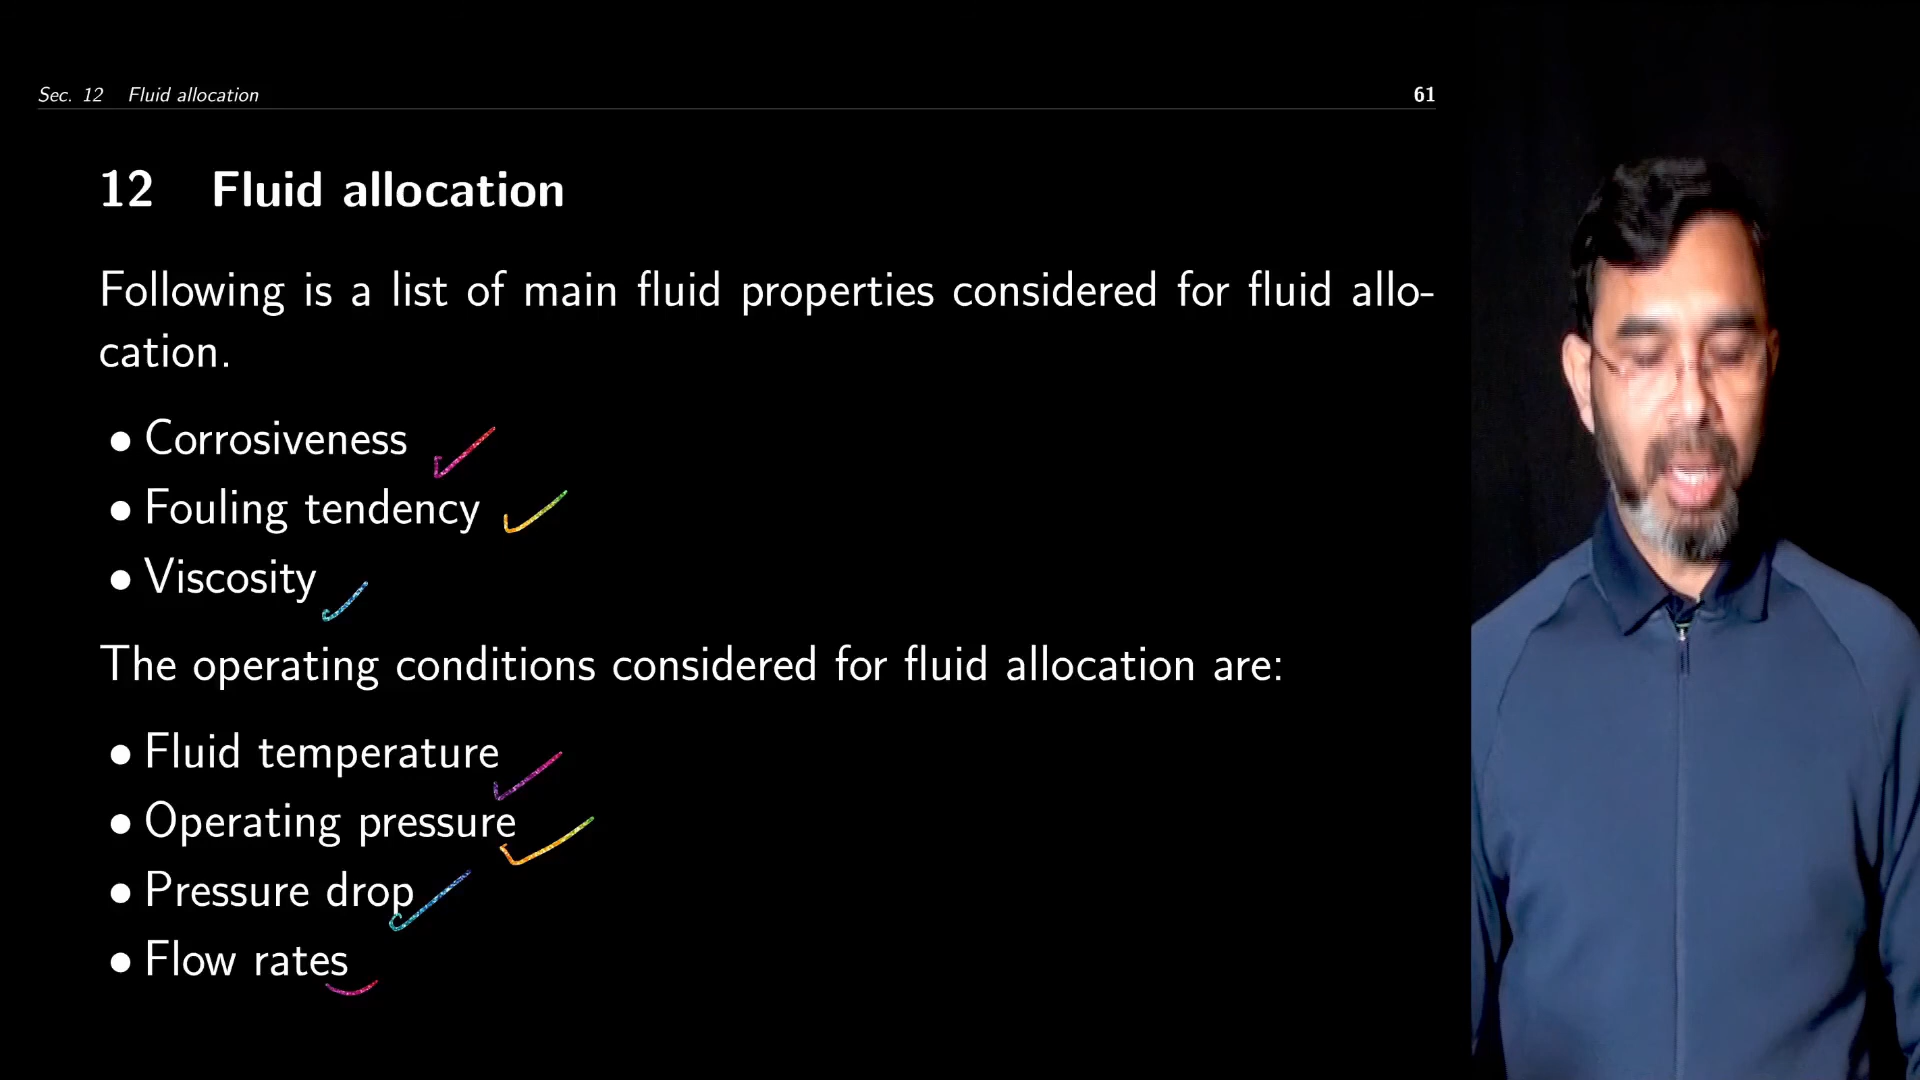 Sec. 12 Fluid allocation 61
12 Fluid allocation
Following is a list of main fluid properties considered for fluid allo-
cation.
• Corrosiveness
• Fouling tendency
• Viscosity
The operating conditions considered for fluid allocation are:
• Fluid temperature
• Operating pressure
• Pressure drop
• Flow rates